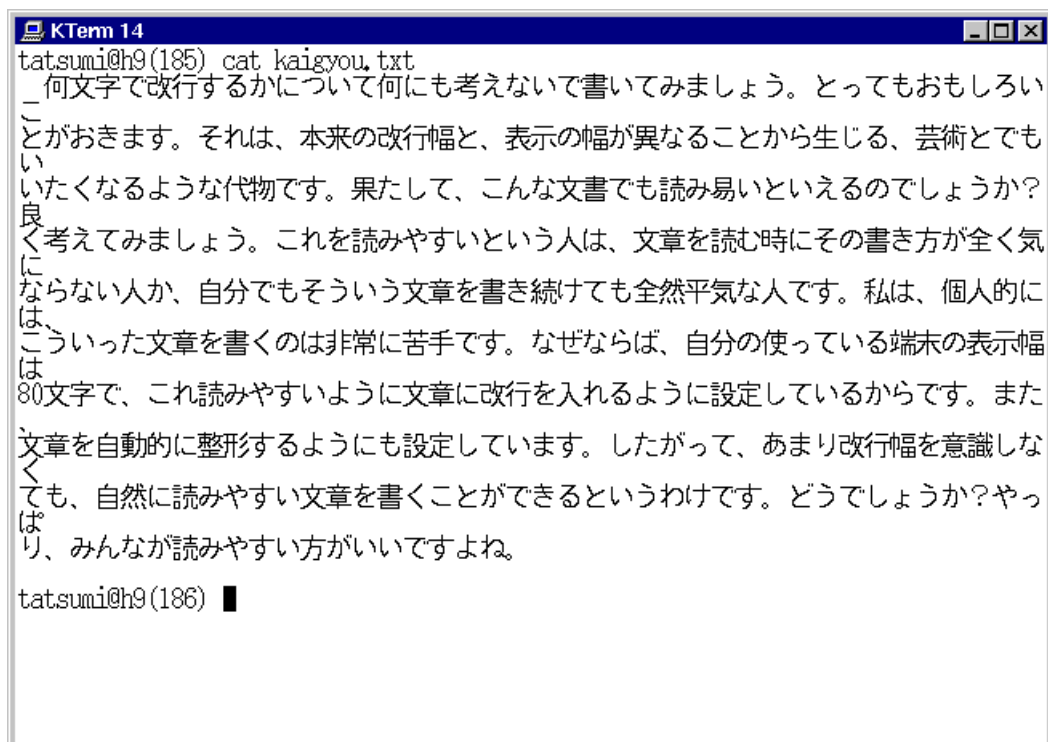 KTerm 14
tatsumi@h9(185) cat kaigyou.txt
　何文字で改行するかについて何にも考えないで書いてみましょう。とってもおもしろい
こ
とがおきます。それは、本来の改行幅と、表示の幅が異なることから生じる、芸術とでも
い
いたくなるような代物です。果たして、こんな文書でも読み易いといえるのでしょうか？
良
く考えてみましょう。これを読みやすいという人は、文章を読む時にその書き方が全く気
に
ならない人か、自分でもそういう文章を書き続けても全然平気な人です。私は、個人的に
は、
こういった文章を書くのは非常に苦手です。なぜならば、自分の使っている端末の表示幅
は
80文字で、これ読みやすいように文章に改行を入れるように設定しているからです。また
、
文章を自動的に整形するようにも設定しています。したがって、あまり改行幅を意識しな
く
ても、自然に読みやすい文章を書くことができるというわけです。どうでしょうか？やっ
ぱ
り、みんなが読みやすい方がいいですよね。
tatsumi@h9(186)